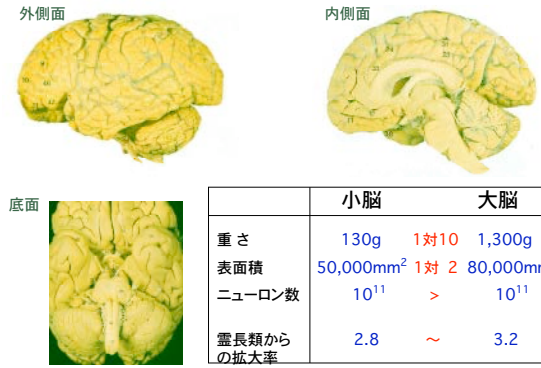 外側面
内側面
底面
小脳 大脳
重さ 130g 1対10 1,300g
表面積 50,000mm² 1対 2 80,000m
ニューロン数 10¹¹ > 10¹¹
霊長類から
の拡大率 2.8 ～ 3.2